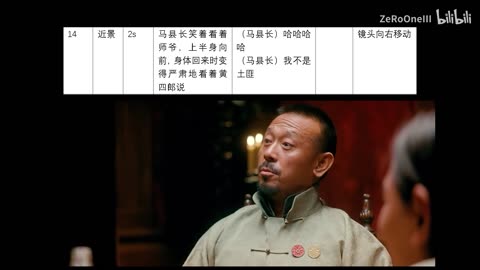 ZeRoOneIII bilibili
14 近景 2s 马县长笑着看着 （马县长）哈哈哈 镜头向右移动
师爷，上半身向 哈
前，身体回来时变 （马县长）我不是
得严肃地看着黄 土匪
四郎说